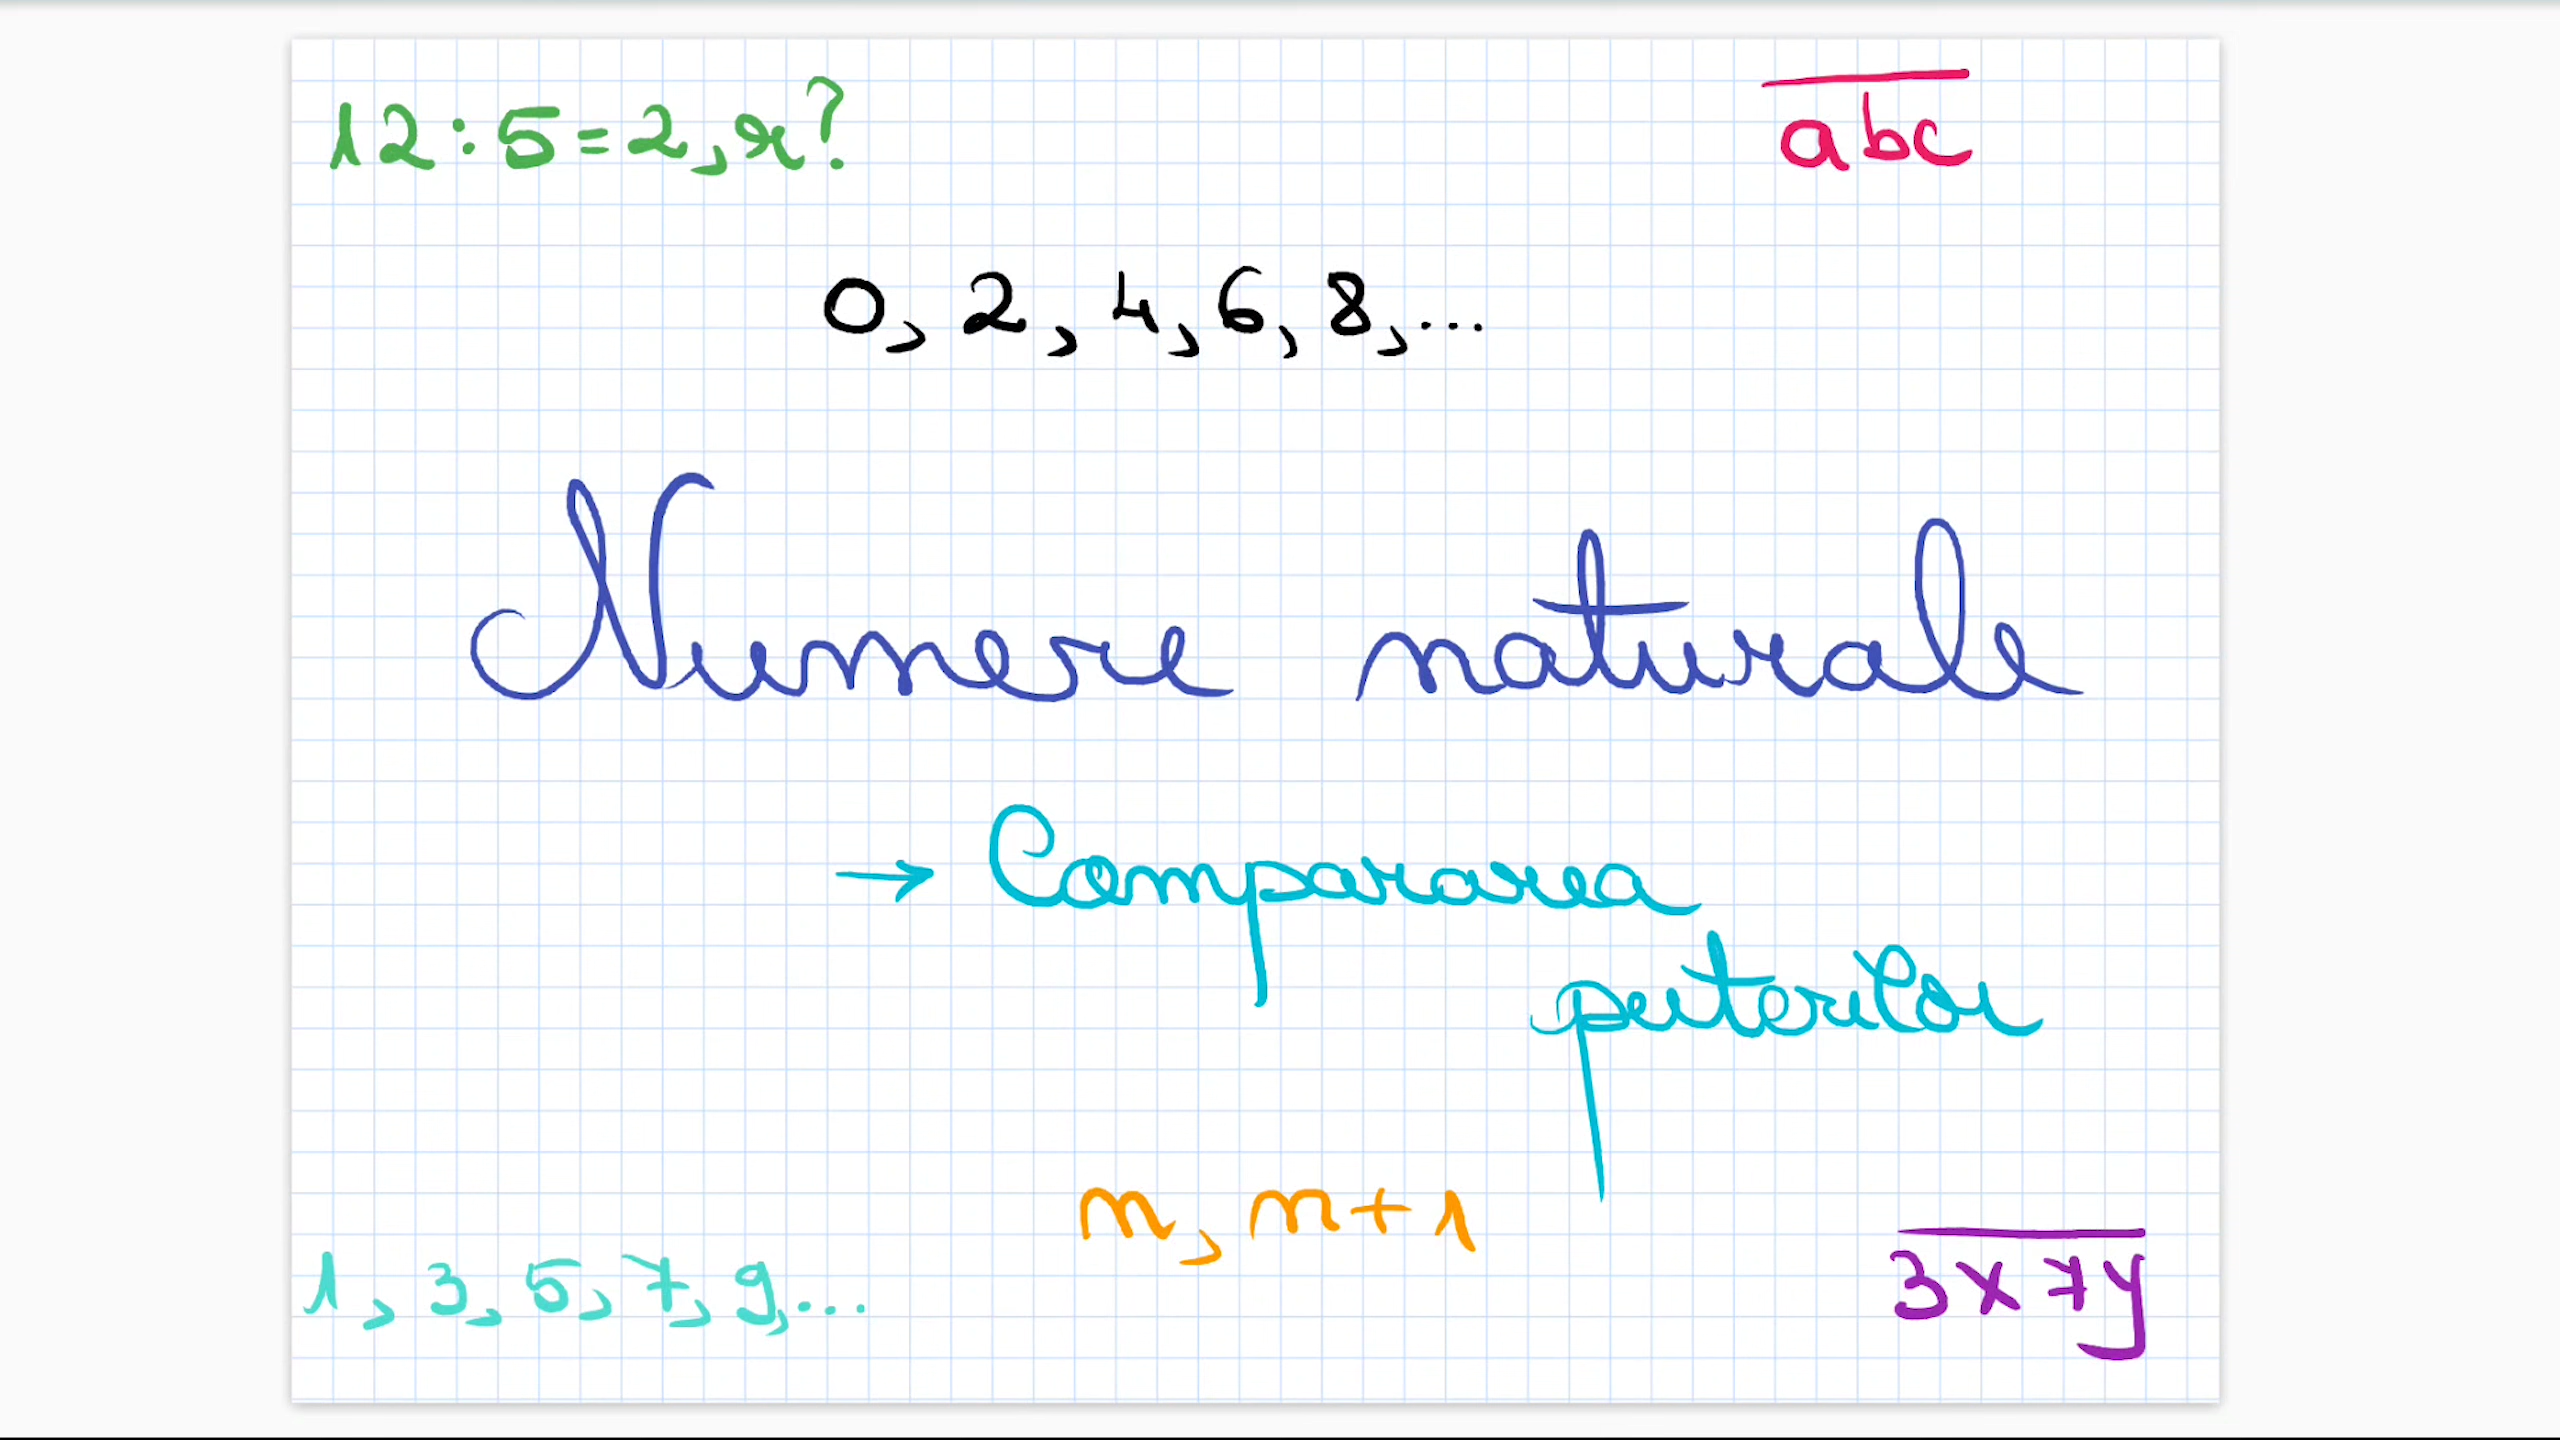 12:5=2,r?
abc
0, 2, 4, 6, 8, ...
Numere naturale
→ Compararea
puterilor
n, n+1
1, 3, 5, 7, 9, ...
3x7y